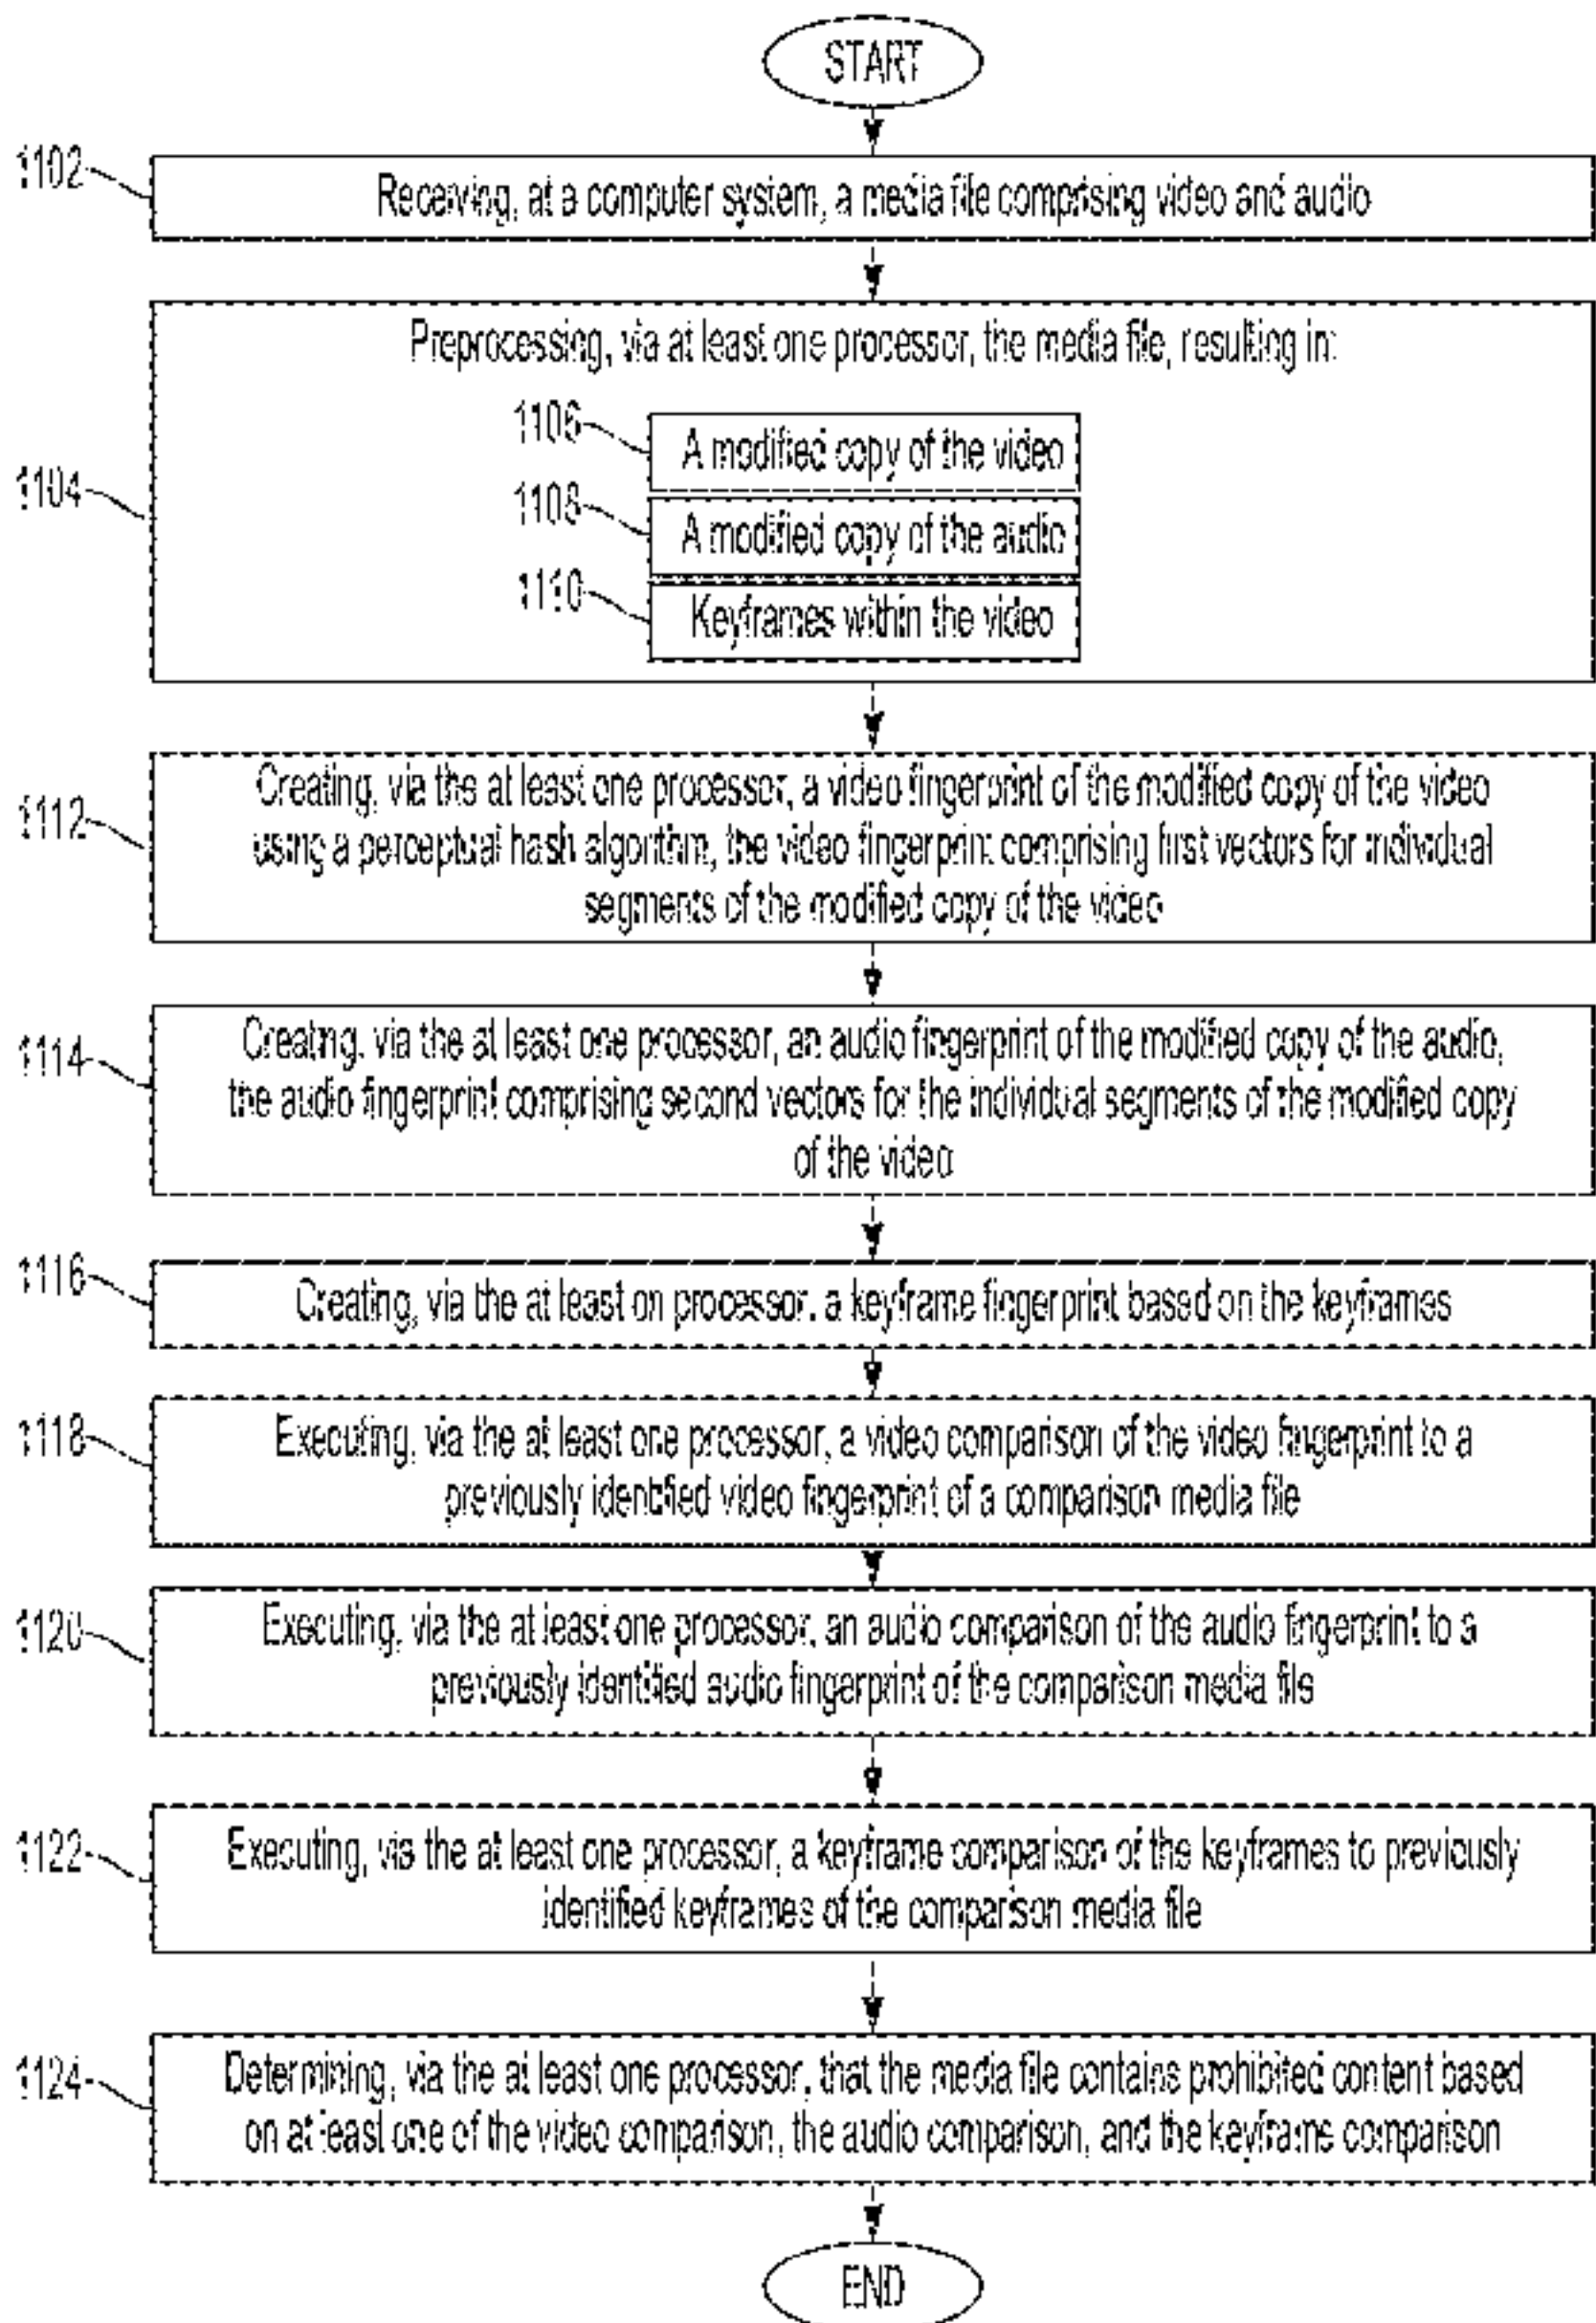 START
1102
Receiving, at a computer system, a media file comprising video and audio
1104
Preprocessing, via at least one processor, the media file, resulting in:
1106
A modified copy of the video
1108
A modified copy of the audio
1110
Keyframes within the video
1112
Creating, via the at least one processor, a video fingerprint of the modified copy of the video
using a perceptual hash algorithm, the video fingerprint comprising first vectors for individual
segments of the modified copy of the video
1114
Creating, via the at least one processor, an audio fingerprint of the modified copy of the audio,
the audio fingerprint comprising second vectors for the individual segments of the modified copy
of the video
1116
Creating, via the at least on processor, a keyframe fingerprint based on the keyframes
1118
Executing, via the at least one processor, a video comparison of the video fingerprint to a
previously identified video fingerprint of a comparison media file
1120
Executing, via the at least one processor, an audio comparison of the audio fingerprint to a
previously identified audio fingerprint of the comparison media file
1122
Executing, via the at least one processor, a keyframe comparison of the keyframes to previously
identified keyframes of the comparison media file
1124
Determining, via the at least one processor, that the media file contains prohibited content based
on at least one of the video comparison, the audio comparison, and the keyframe comparison
END